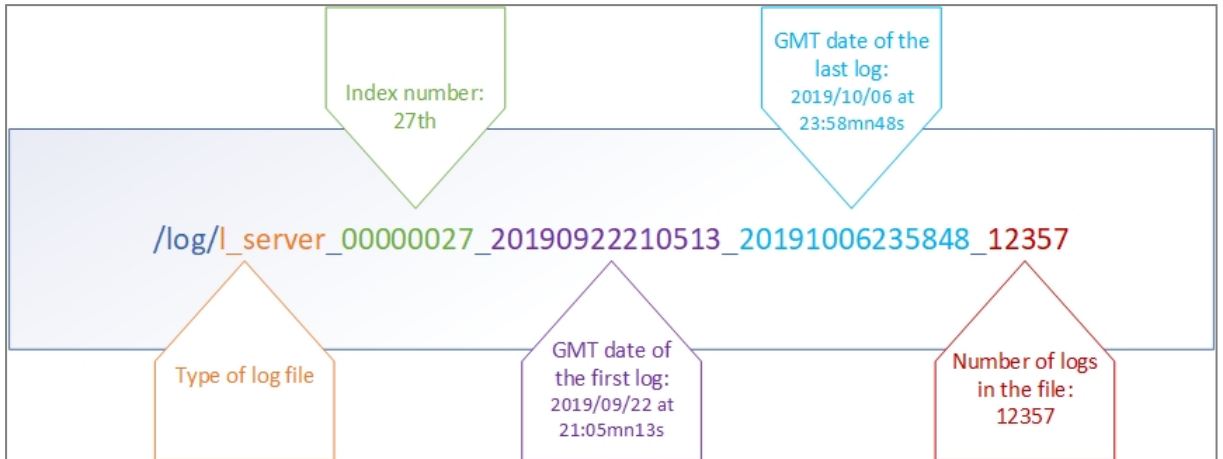 Index number:
27th
GMT date of the
last log:
2019/10/06 at
23:58mn48s
/log/l_server_00000027_20190922210513_20191006235848_12357
Type of log file
GMT date of
the first log:
2019/09/22 at
21:05mn13s
Number of logs
in the file:
12357